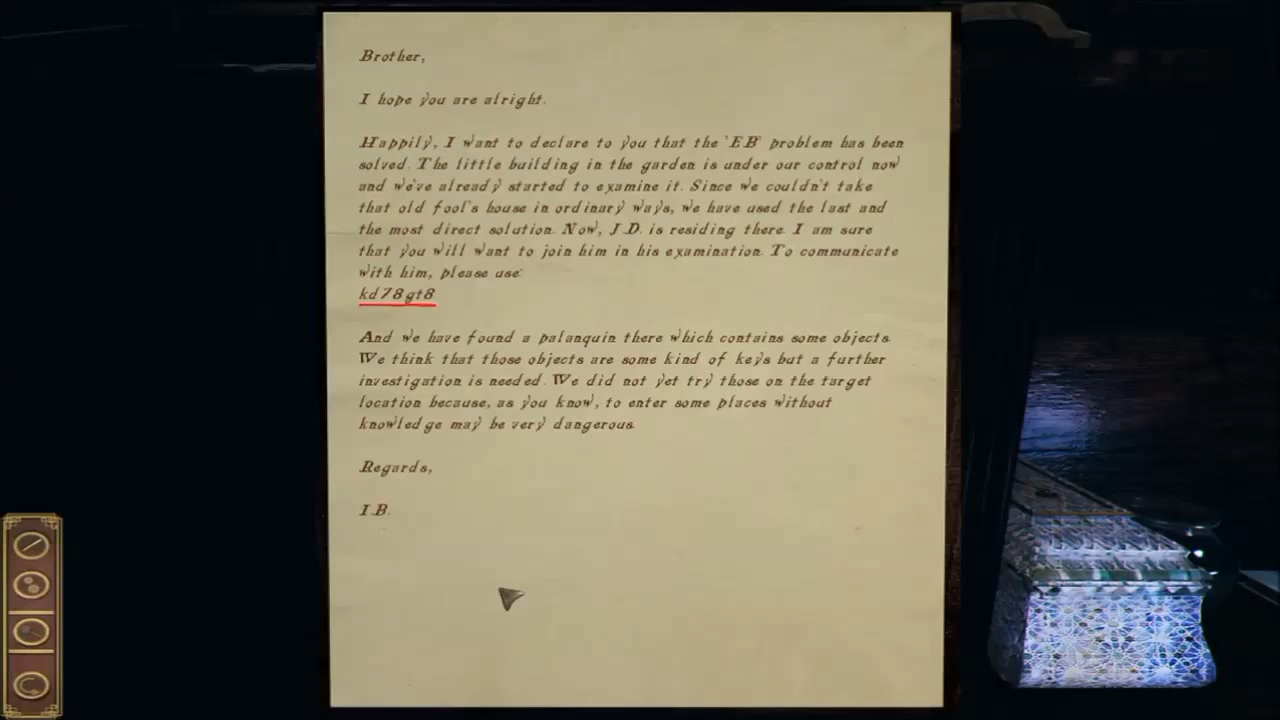 Brother,
I hope you are alright.
Happily, I want to declare to you that the 'EB' problem has been
solved. The little building in the garden is under our control now
and we've already started to examine it. Since we couldn't take
that old fool's house in ordinary ways, we have used the last and
the most direct solution. Now, J.D. is residing there. I am sure
that you will want to join him in his examination. To communicate
with him, please use:
kd78gt8
And we have found a palanquin there which contains some objects.
We think that those objects are some kind of keys but a further
investigation is needed. We did not yet try those on the target
location because, as you know, to enter some places without
knowledge may be very dangerous.
Regards,
I.B.